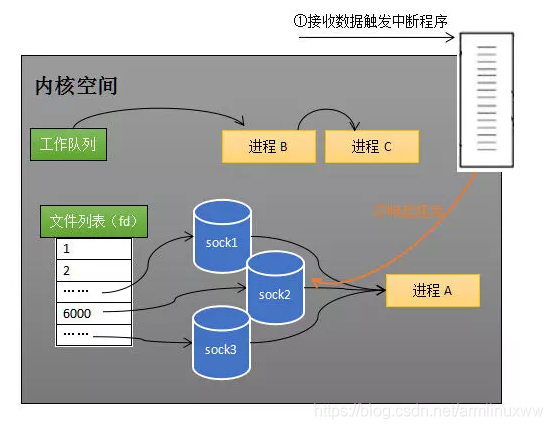 ①接收数据触发中断程序
内核空间
工作队列
进程 B
进程 C
文件列表（fd）
1
2
……
6000
……
sock1
sock2
sock3
进程 A
https://blog.csdn.net/armlinuxww